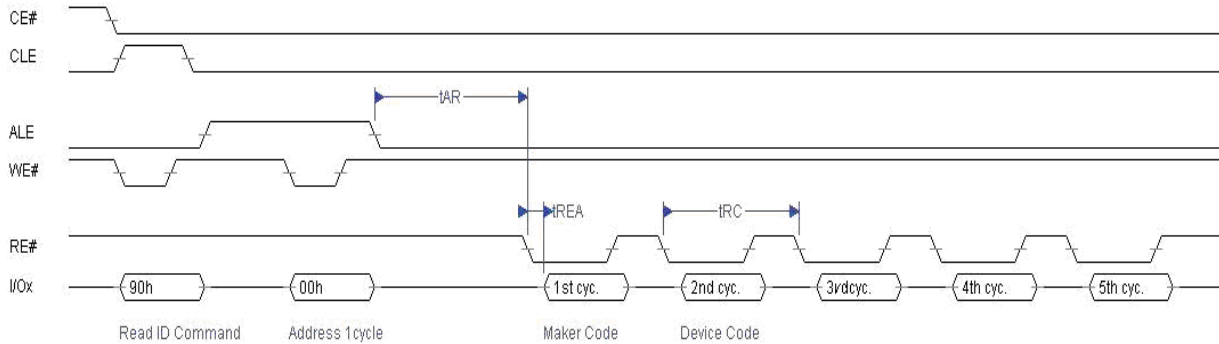 CE#
CLE
tAR
ALE
WE#
tREA
tRC
RE#
I/Ox
90h
00h
1st cyc.
2nd cyc.
3rdcyc.
4th cyc.
5th cyc.
Read ID Command
Address 1cycle
Maker Code
Device Code